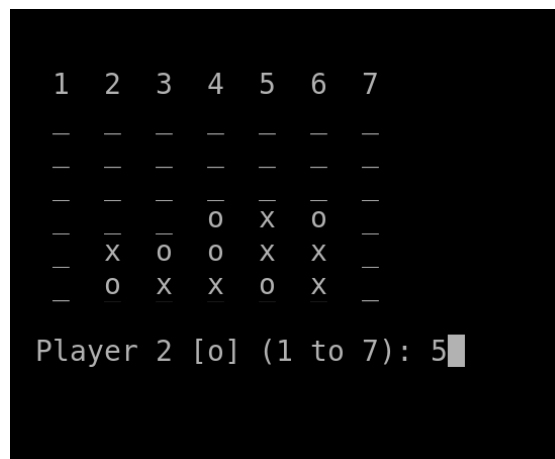 1 2 3 4 5 6 7
_ _ _ _ _ _ _
_ _ _ _ _ _ _
_ _ _ _ _ _ _
_ _ _ o x o _
_ x o o x x _
_ o x x o x _
Player 2 [o] (1 to 7): 5